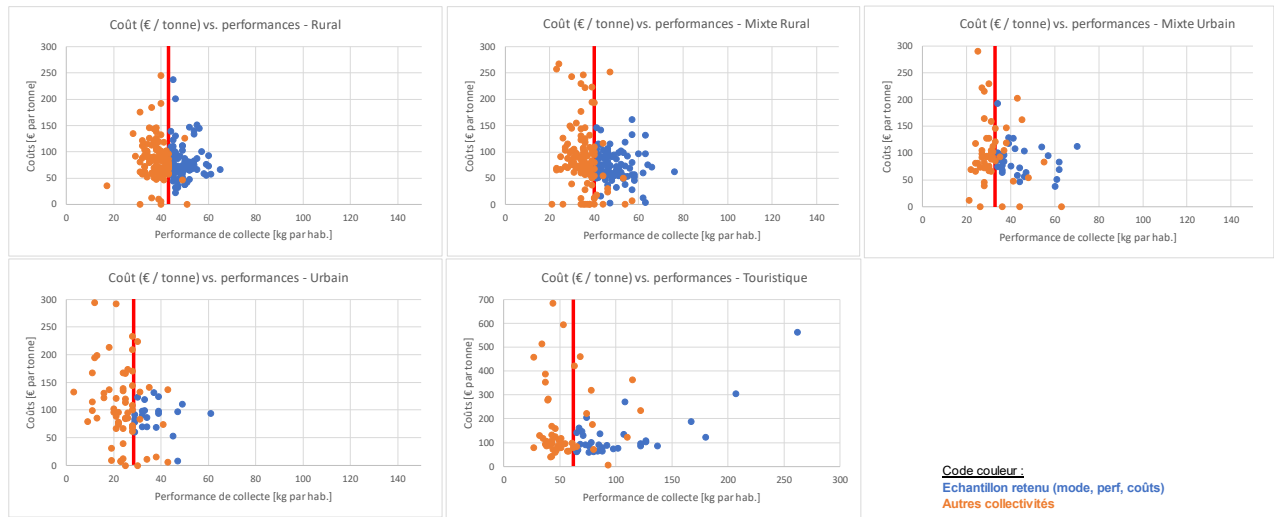 Coût (€ / tonne) vs. performances - Rural
Coûts [€ par tonne]
300
250
200
150
100
50
0
0 20 40 60 80 100 120 140
Performance de collecte [kg par hab.]
Coût (€ / tonne) vs. performances - Mixte Rural
Coûts [€ par tonne]
300
250
200
150
100
50
0
0 20 40 60 80 100 120 140
Performance de collecte [kg par hab.]
Coût (€ / tonne) vs. performances - Mixte Urbain
Coûts [€ par tonne]
300
250
200
150
100
50
0
0 20 40 60 80 100 120 140
Performance de collecte [kg par hab.]
Coût (€ / tonne) vs. performances - Urbain
Coûts [€ par tonne]
300
250
200
150
100
50
0
0 20 40 60 80 100 120 140
Performance de collecte [kg par hab.]
Coût (€ / tonne) vs. performances - Touristique
Coûts [€ par tonne]
700
600
500
400
300
200
100
0
0 50 100 150 200 250 300
Performance de collecte [kg par hab.]
Code couleur :
Echantillon retenu (mode, perf, coûts)
Autres collectivités